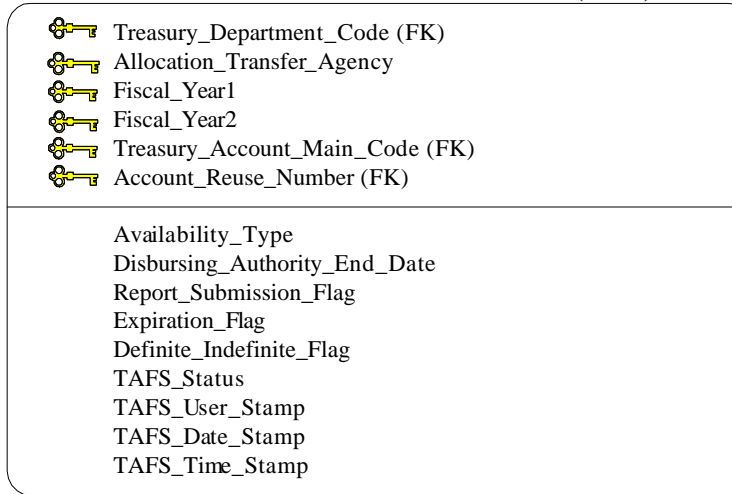 Treasury_Department_Code (FK)
Allocation_Transfer_Agency
Fiscal_Year1
Fiscal_Year2
Treasury_Account_Main_Code (FK)
Account_Reuse_Number (FK)
Availability_Type
Disbursing_Authority_End_Date
Report_Submission_Flag
Expiration_Flag
Definite_Indefinite_Flag
TAFS_Status
TAFS_User_Stamp
TAFS_Date_Stamp
TAFS_Time_Stamp